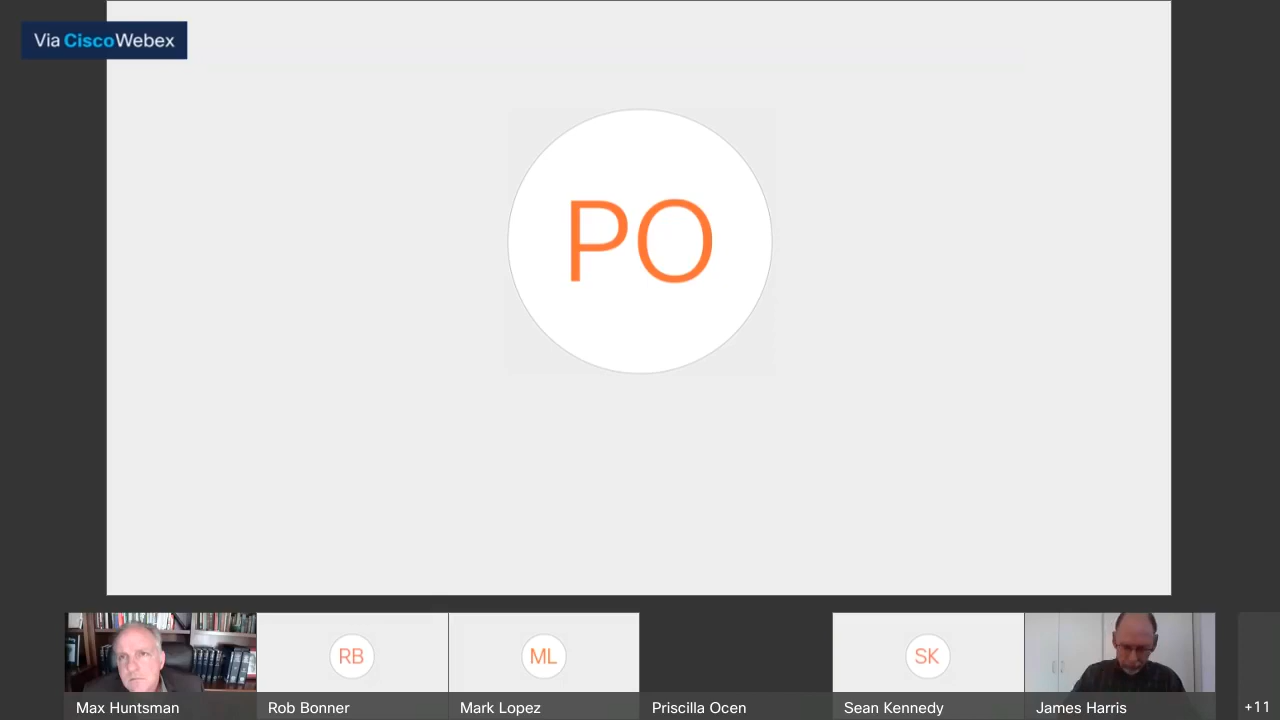 Via CiscoWebex
PO
RB
ML
SK
Max Huntsman
Rob Bonner
Mark Lopez
Priscilla Ocen
Sean Kennedy
James Harris
+11